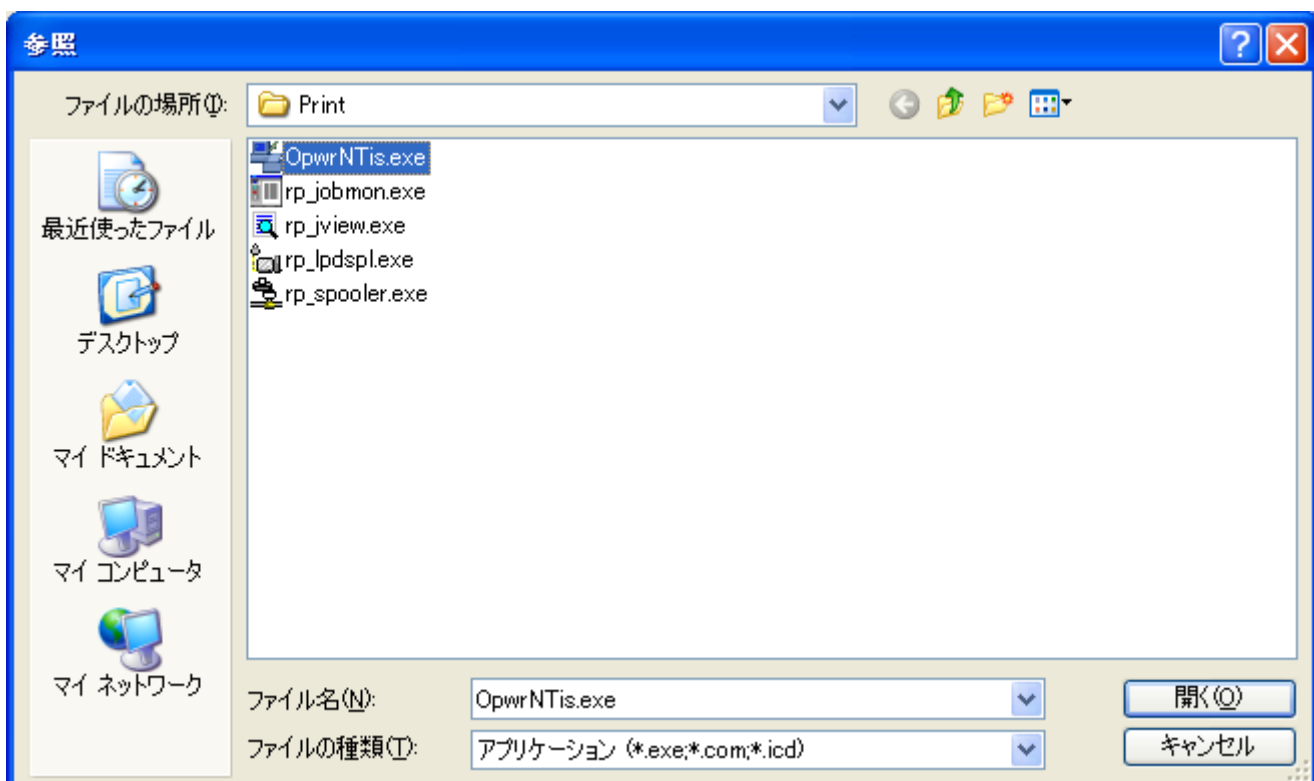 参照
ファイルの場所(I):
Print
最近使ったファイル
デスクトップ
マイ ドキュメント
マイ コンピュータ
マイ ネットワーク
OpwrNTis.exe
rp_jobmon.exe
rp_jview.exe
rp_lpdspl.exe
rp_spooler.exe
ファイル名(N):
OpwrNTis.exe
開く(O)
ファイルの種類(T):
アプリケーション (*.exe;*.com;*.icd)
キャンセル